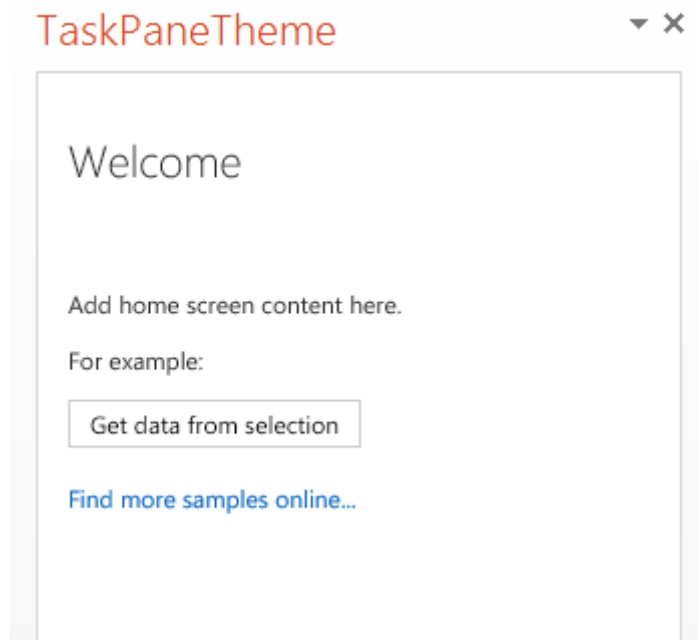 TaskPaneTheme
Welcome
Add home screen content here.
For example:
Get data from selection
Find more samples online...